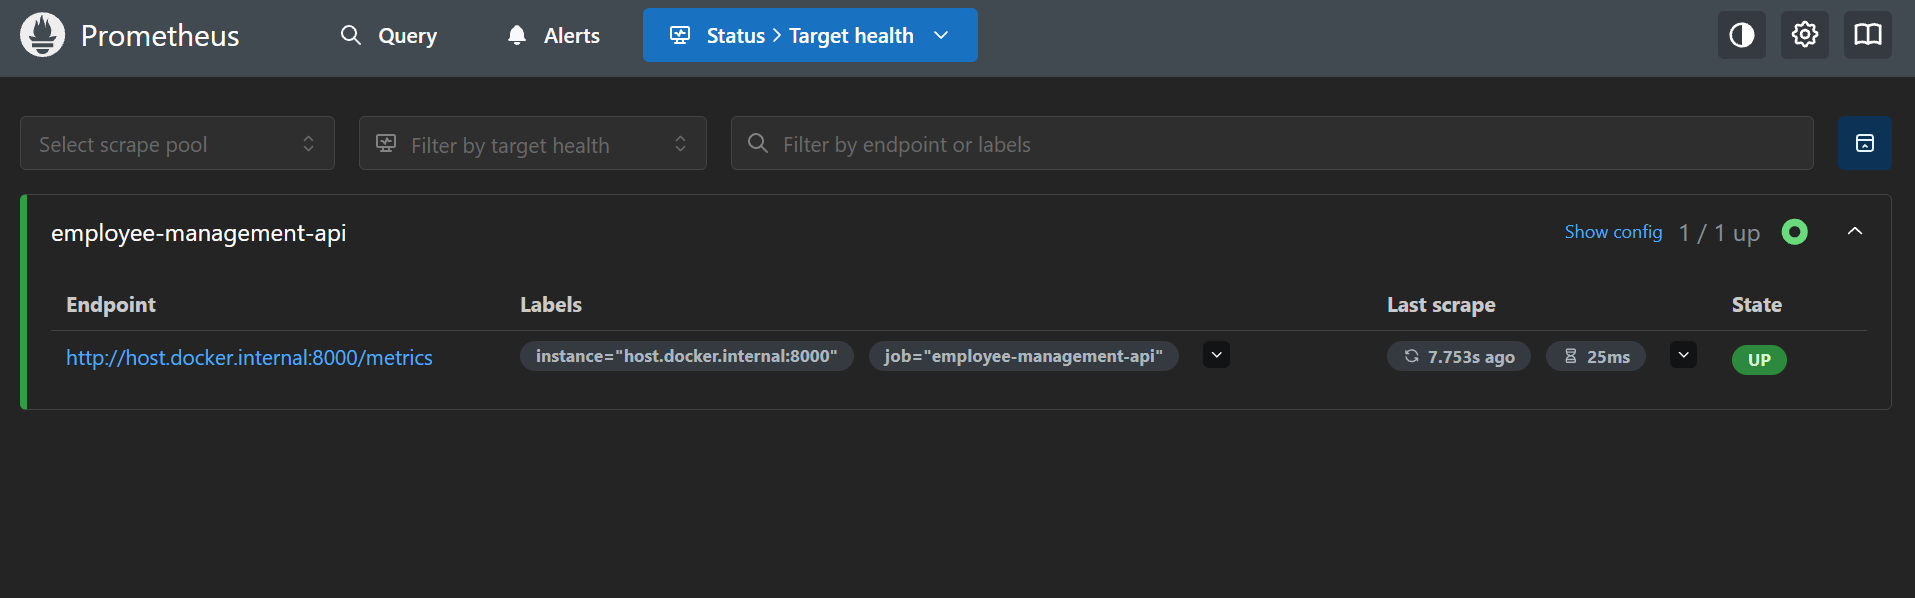 Prometheus Query Alerts Status > Target health
Select scrape pool Filter by target health Filter by endpoint or labels
employee-management-api Show config 1 / 1 up
Endpoint Labels Last scrape State
http://host.docker.internal:8000/metrics instance="host.docker.internal:8000" job="employee-management-api" 7.753s ago 25ms UP